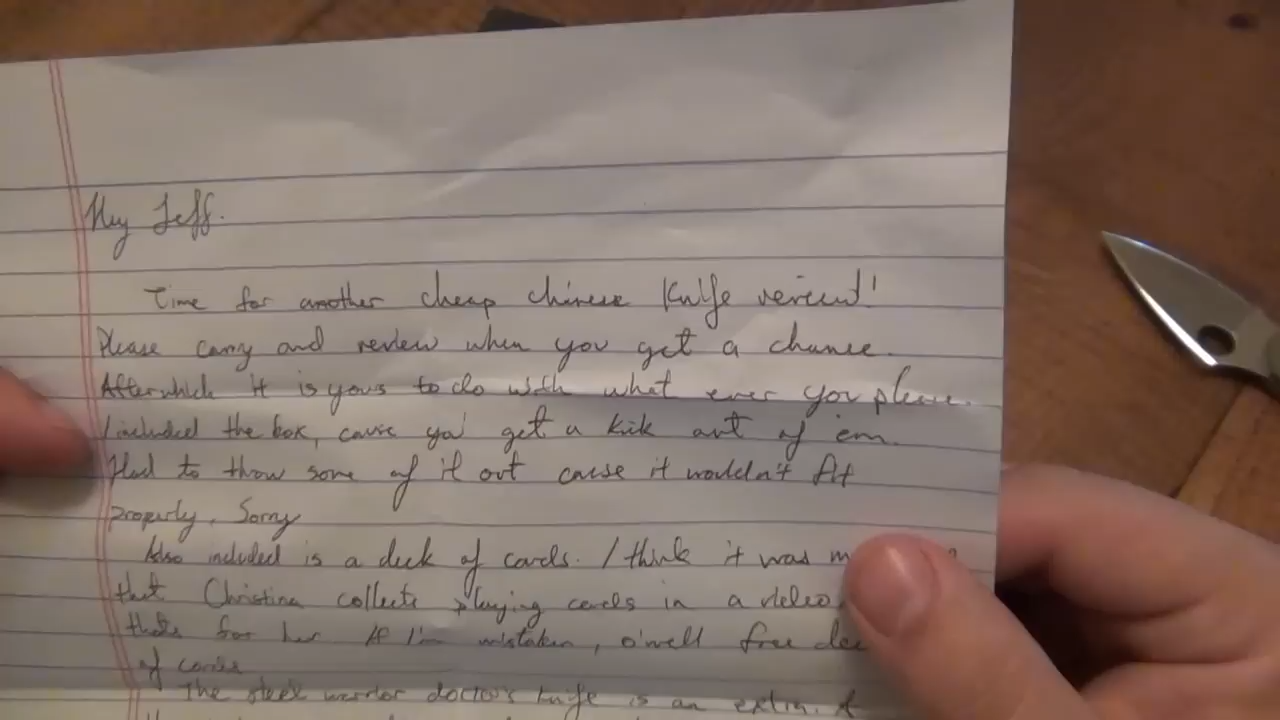 Hey Jeff.
Time for another cheap chinese Knife review!
Please carry and review when you get a chance.
Afterwhich it is yours to do with what ever you please.
I included the box, cause ya' get a kick out of 'em.
Had to throw some of it out cause it wouldn't fit
properly, Sorry
Also included is a deck of cards. I think it was
that Christina collects playing cards in a video
thats for her If I'm mistaken, o'well free
of cards
The steel warrior doctor's knife is an extra. A